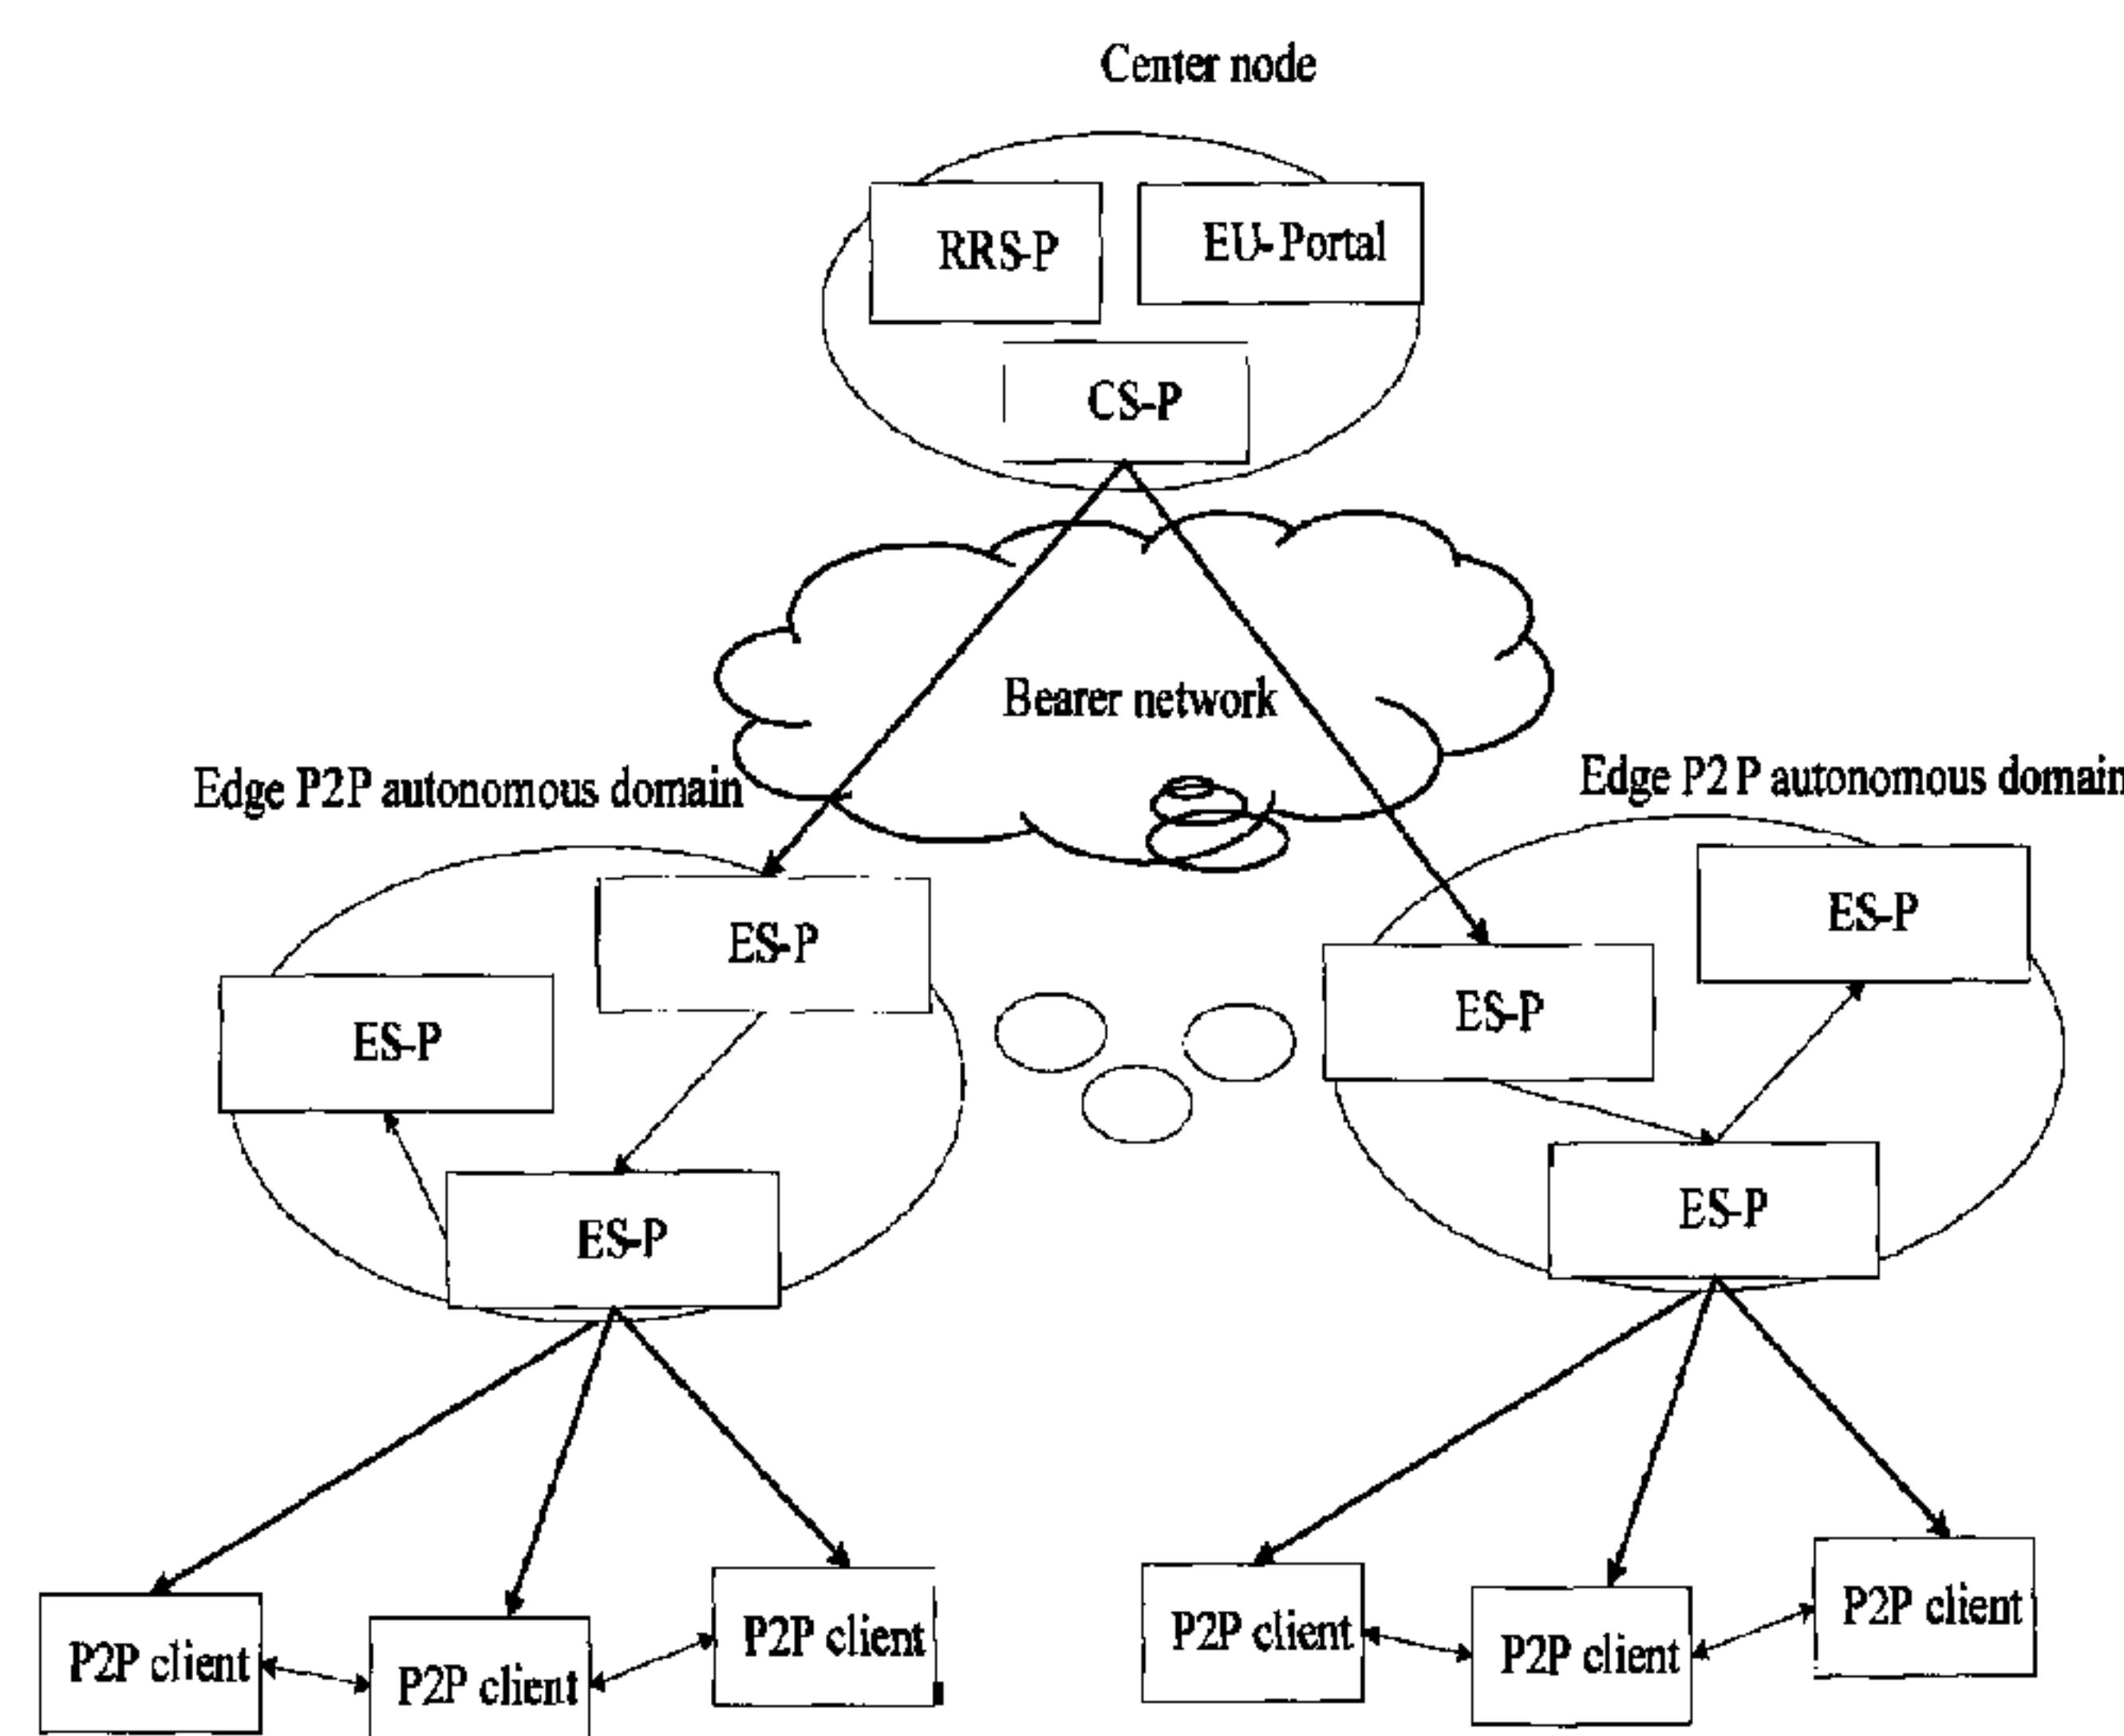 Center node
RRS-P
EU-Portal
CS-P
Bearer network
Edge P2P autonomous domain
Edge P2P autonomous domain
ES-P
ES-P
ES-P
ES-P
ES-P
ES-P
P2P client
P2P client
P2P client
P2P client
P2P client
P2P client